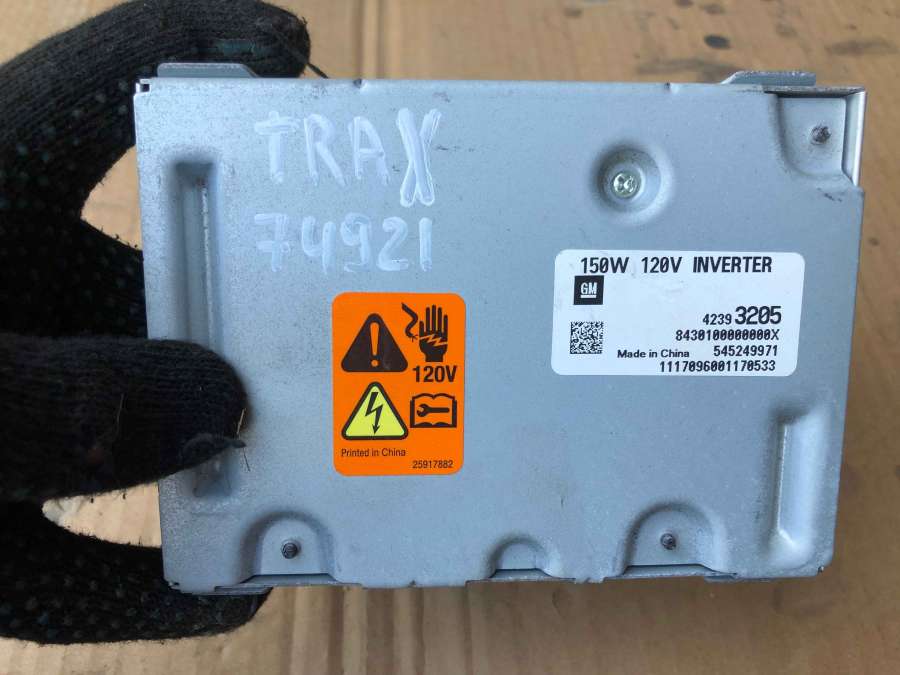 TRAX
74921
150W 120V INVERTER
GM
42393205
8430100000000X
Made in China 545249971
1117096001170533
120V
Printed in China
25917882